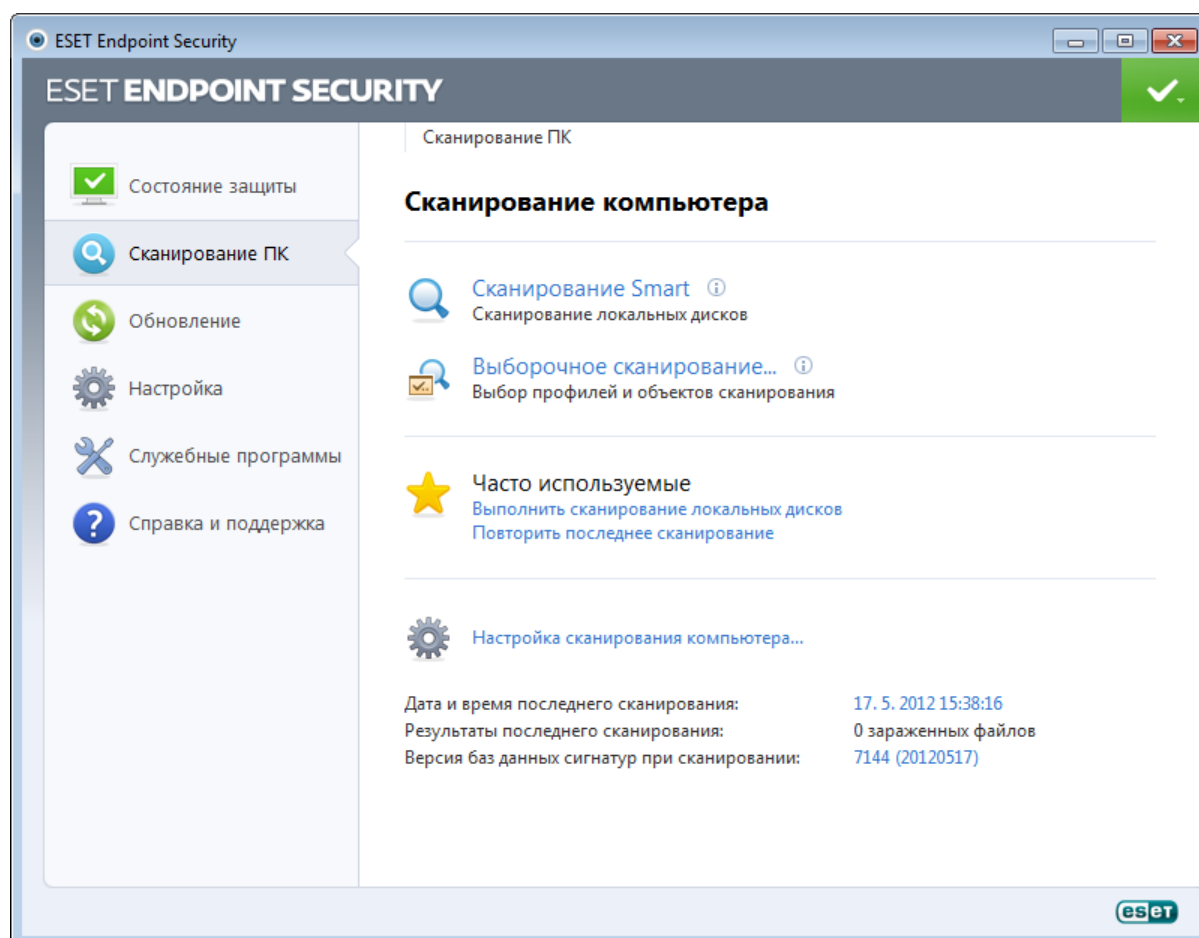 ESET Endpoint Security
ESET ENDPOINT SECURITY
Состояние защиты
Сканирование ПК
Обновление
Настройка
Служебные программы
Справка и поддержка
Сканирование ПК
Сканирование компьютера
Сканирование Smart
Сканирование локальных дисков
Выборочное сканирование...
Выбор профилей и объектов сканирования
Часто используемые
Выполнить сканирование локальных дисков
Повторить последнее сканирование
Настройка сканирования компьютера...
Дата и время последнего сканирования: 17. 5. 2012 15:38:16
Результаты последнего сканирования: 0 зараженных файлов
Версия баз данных сигнатур при сканировании: 7144 (20120517)
eset